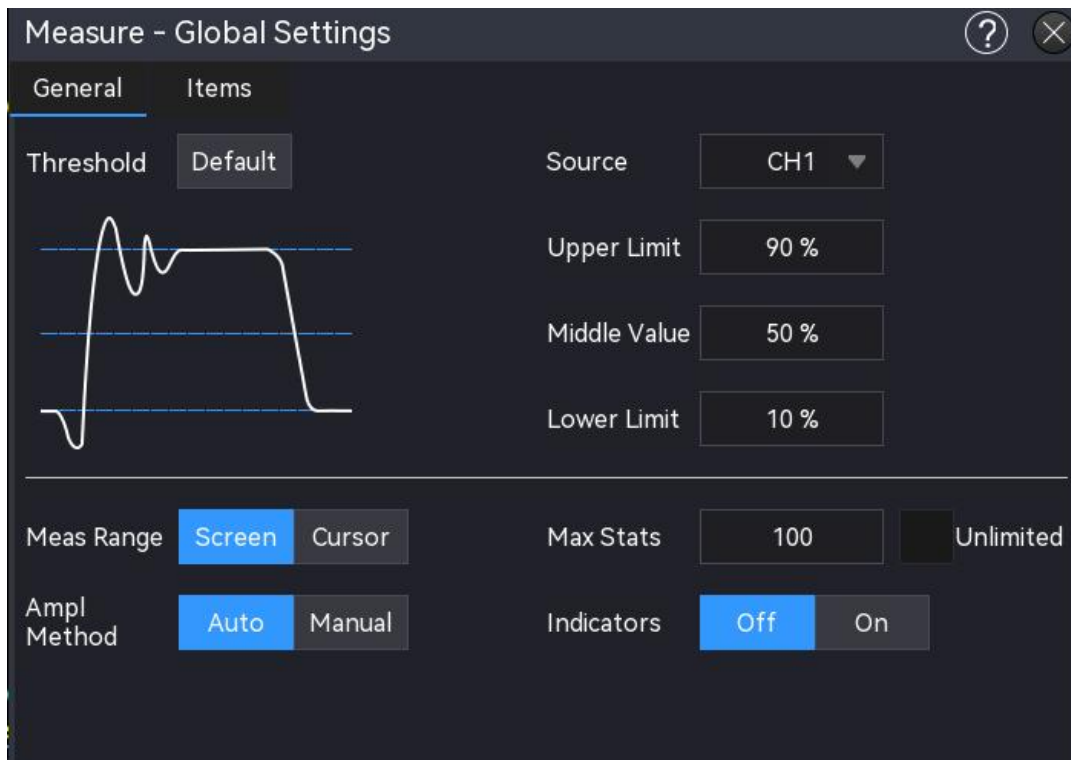 Measure - Global Settings
?
General Items
Threshold Default Source CH1
Upper Limit 90 %
Middle Value 50 %
Lower Limit 10 %
Meas Range Screen Cursor Max Stats 100 Unlimited
Ampl
Method Auto Manual Indicators Off On